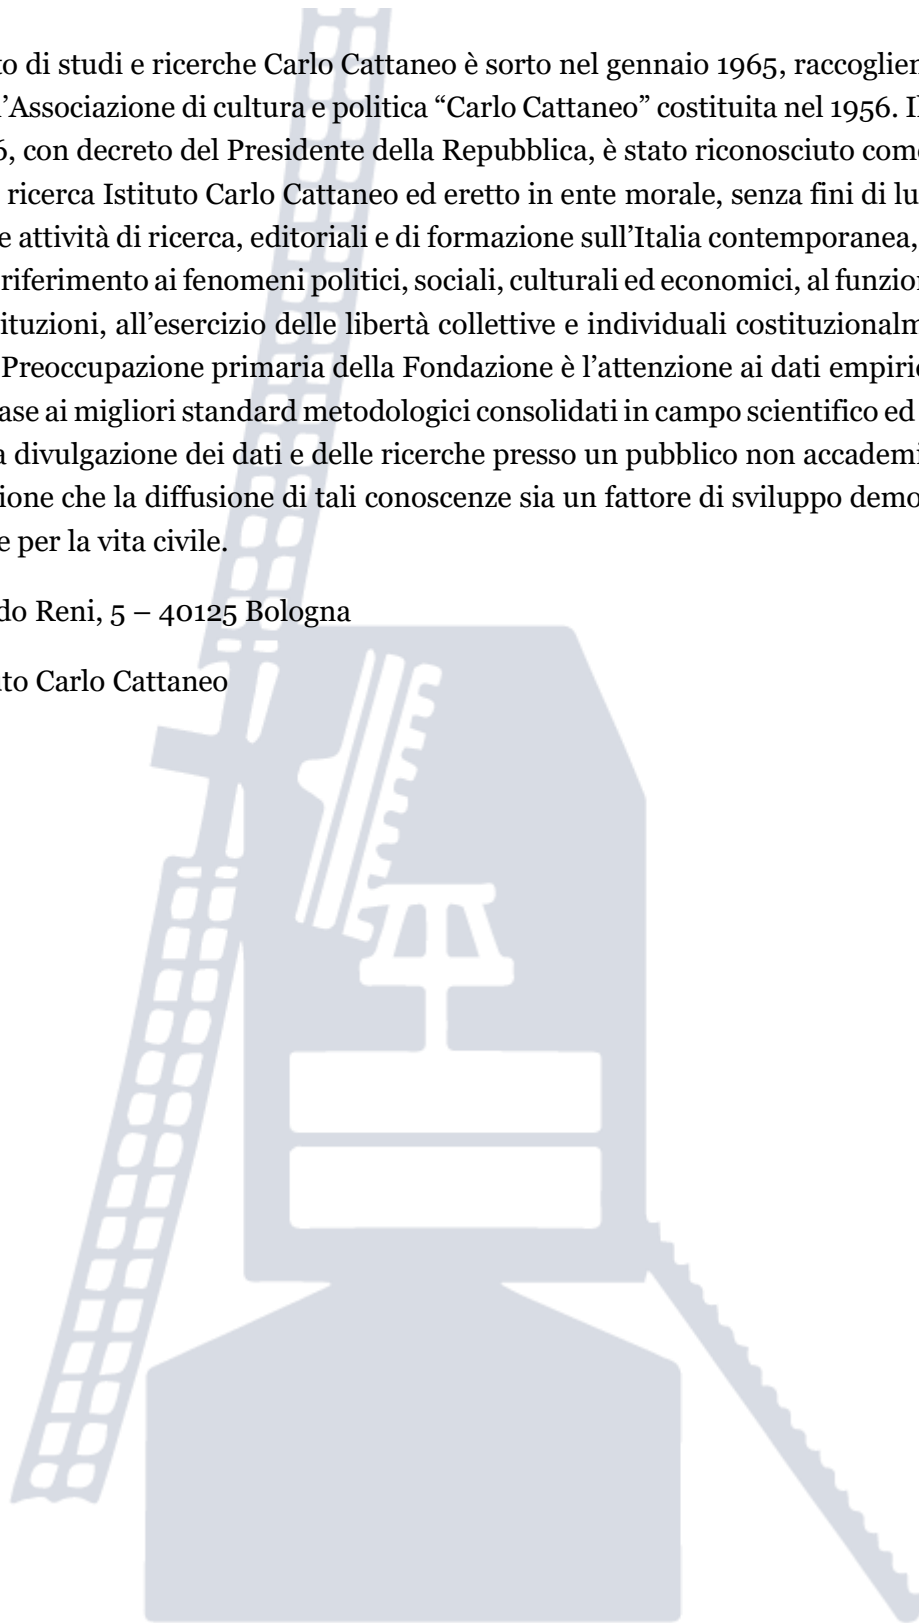 to di studi e ricerche Carlo Cattaneo è sorto nel gennaio 1965, raccoglien
l’Associazione di cultura e politica “Carlo Cattaneo” costituita nel 1956. Il
6, con decreto del Presidente della Repubblica, è stato riconosciuto come
ricerca Istituto Carlo Cattaneo ed eretto in ente morale, senza fini di lu
e attività di ricerca, editoriali e di formazione sull’Italia contemporanea,
riferimento ai fenomeni politici, sociali, culturali ed economici, al funzion
ituzioni, all’esercizio delle libertà collettive e individuali costituzionalm
Preoccupazione primaria della Fondazione è l’attenzione ai dati empiric
ase ai migliori standard metodologici consolidati in campo scientifico ed
a divulgazione dei dati e delle ricerche presso un pubblico non accademi
zione che la diffusione di tali conoscenze sia un fattore di sviluppo demo
e per la vita civile.
do Reni, 5 – 40125 Bologna
to Carlo Cattaneo